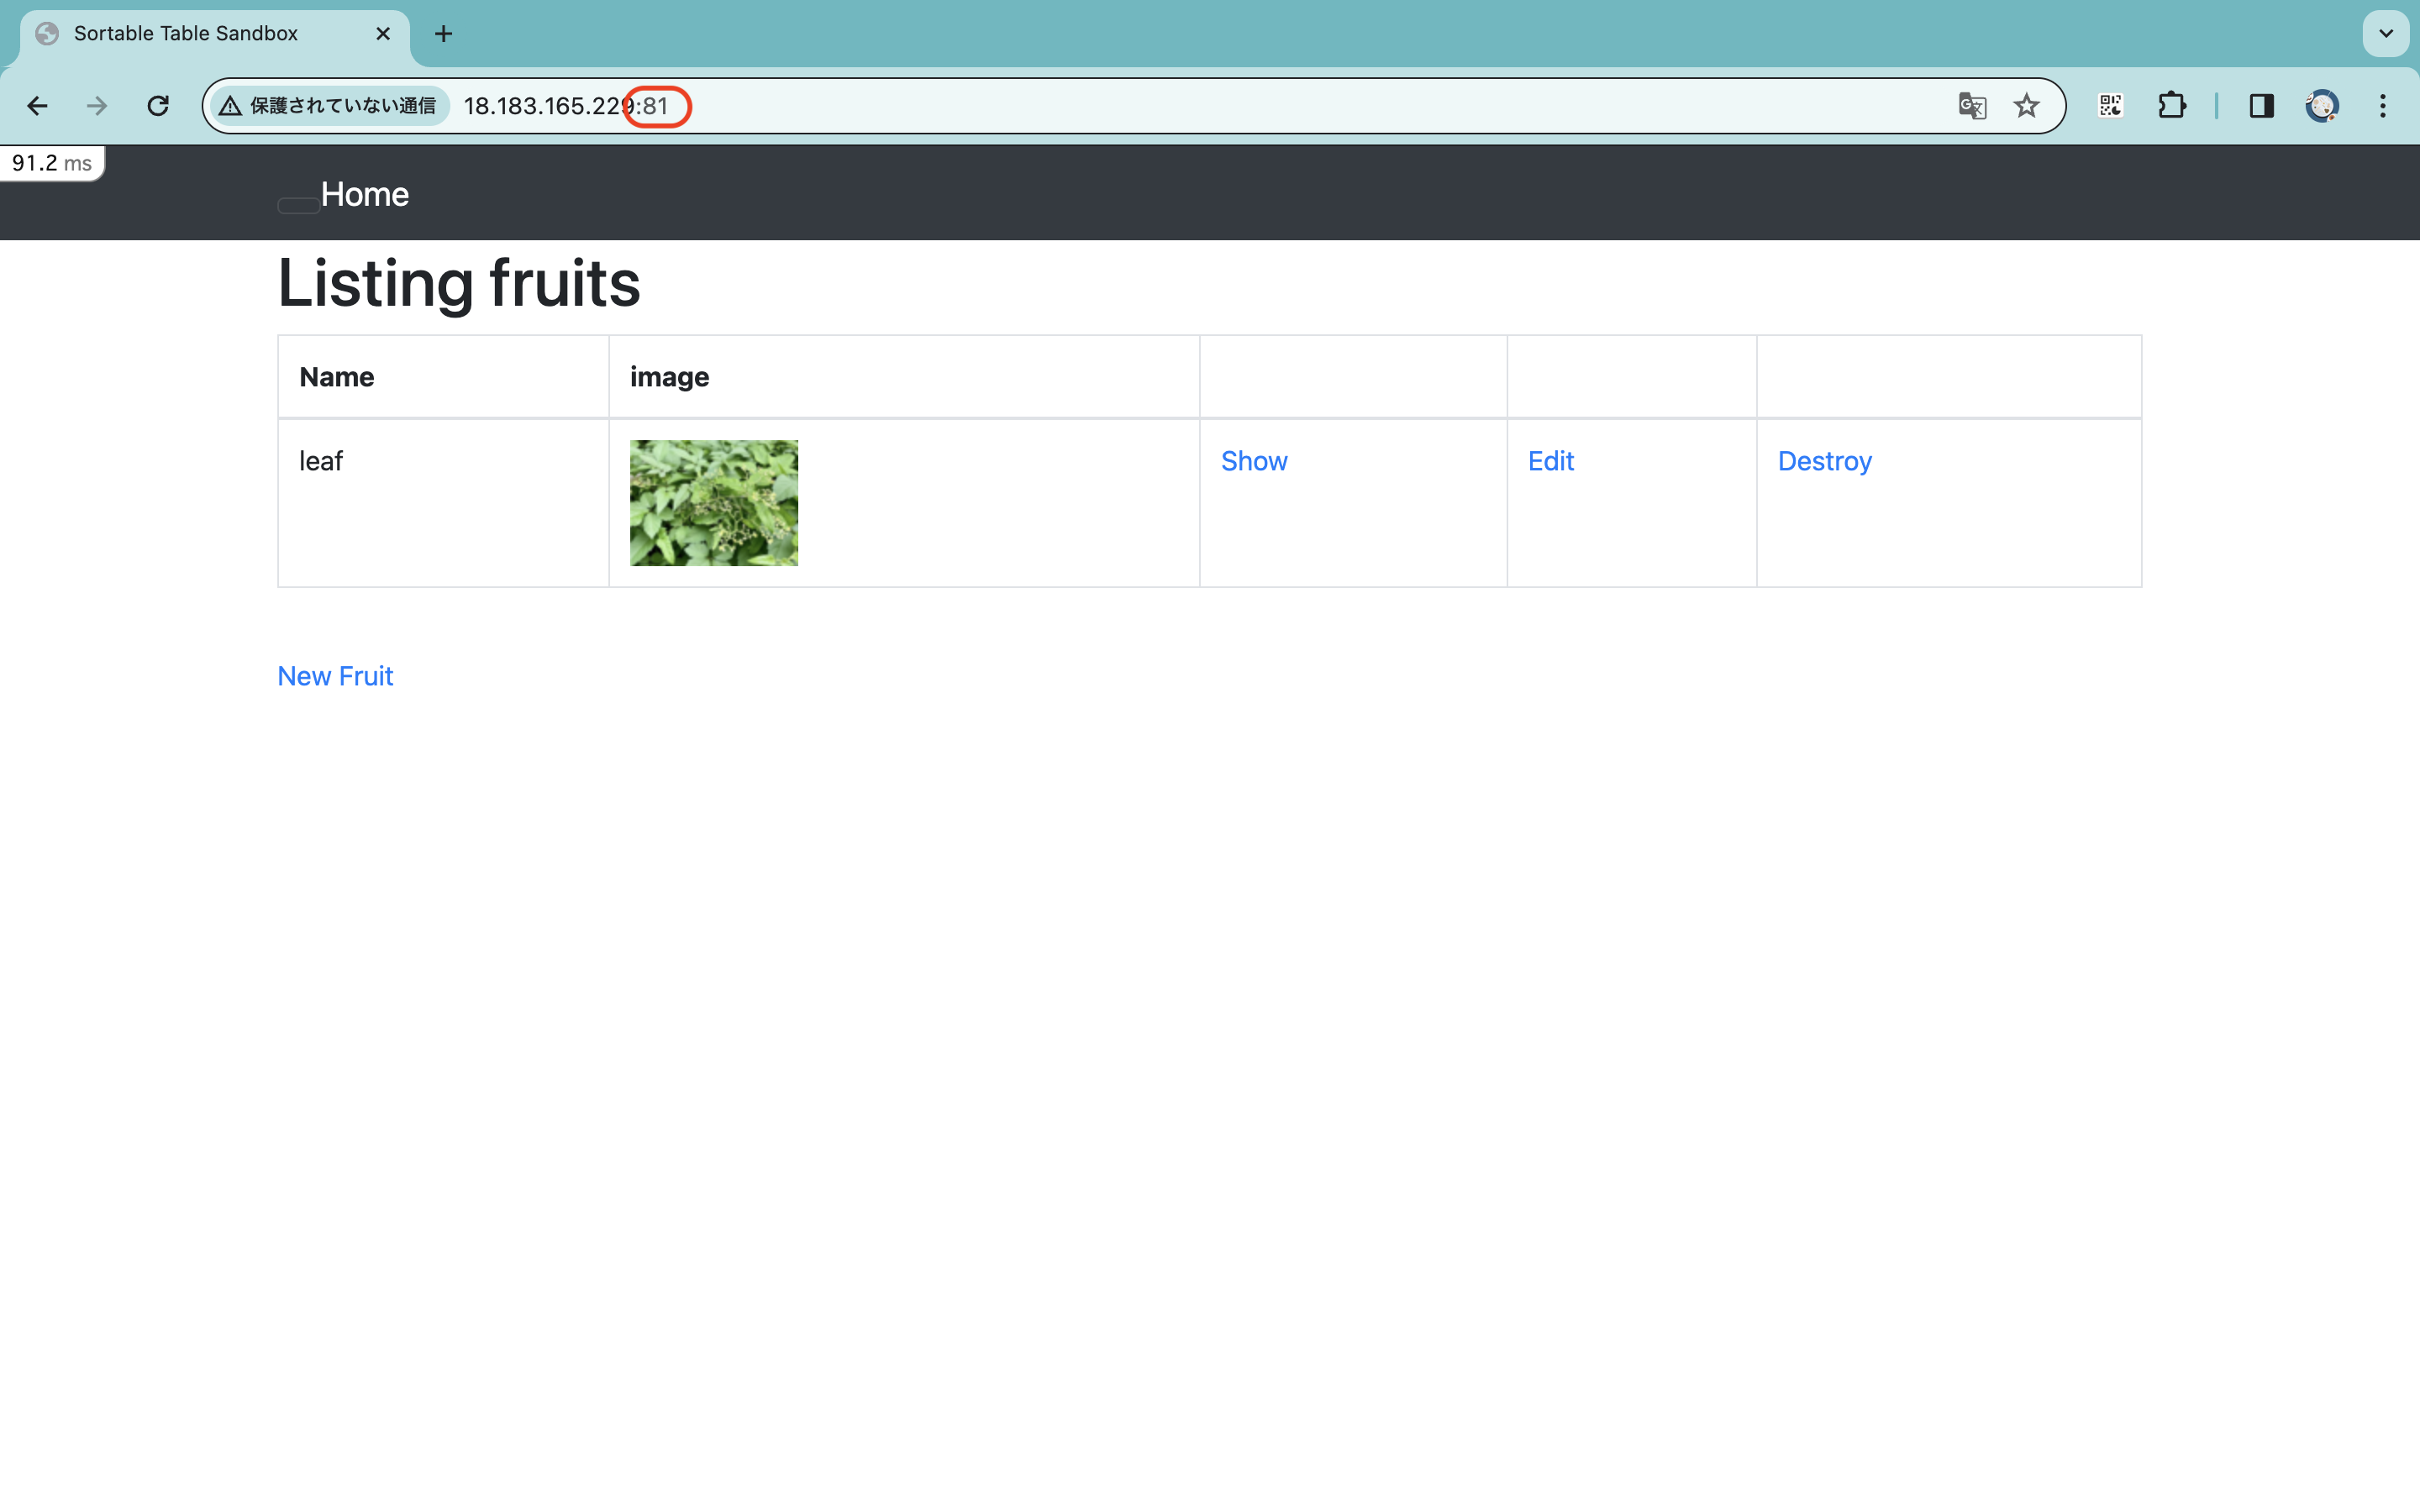 Sortable Table Sandbox
保護されていない通信 18.183.165.229:81
91.2 ms
Home
Listing fruits
Name image
leaf Show Edit Destroy
New Fruit